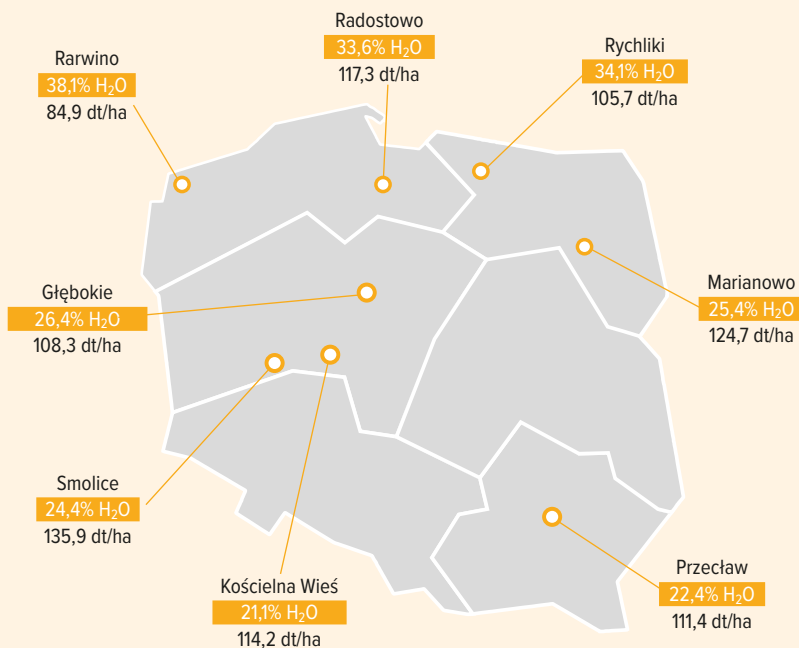 Radostowo
33,6% H₂O
117,3 dt/ha
Rarwino
38,1% H₂O
84,9 dt/ha
Rychliki
34,1% H₂O
105,7 dt/ha
Głębokie
26,4% H₂O
108,3 dt/ha
Marianowo
25,4% H₂O
124,7 dt/ha
Smolice
24,4% H₂O
135,9 dt/ha
Kościelna Wieś
21,1% H₂O
114,2 dt/ha
Przecław
22,4% H₂O
111,4 dt/ha